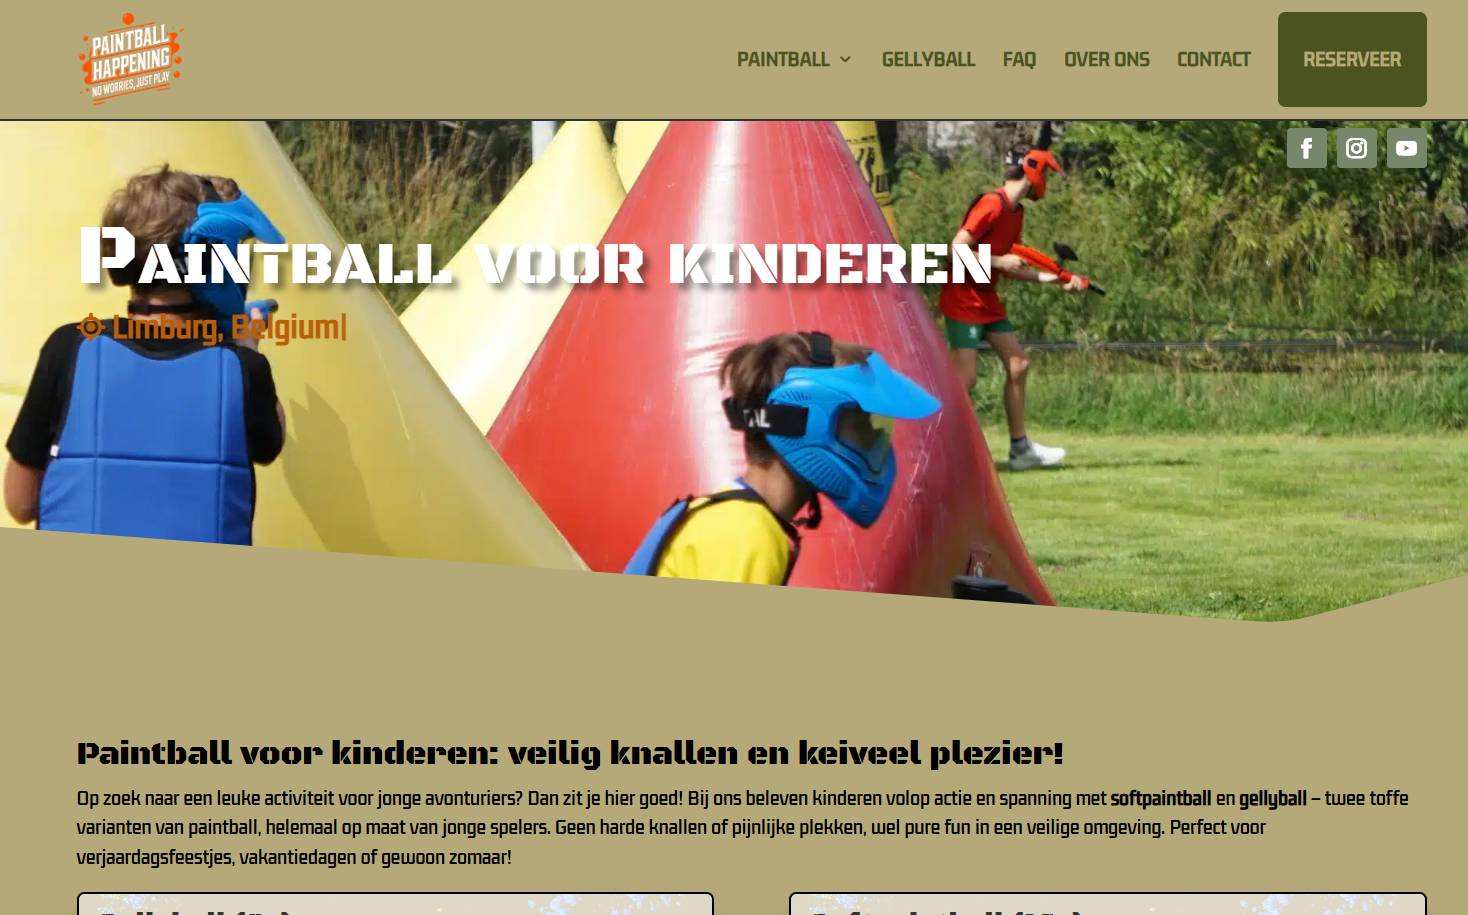 PAINTBALL
HAPPENING
NO WORRIES, JUST PLAY
PAINTBALL GELLYBALL FAQ OVER ONS CONTACT RESERVEER
Paintball voor kinderen
Limburg, Belgium|
Paintball voor kinderen: veilig knallen en keiveel plezier!
Op zoek naar een leuke activiteit voor jonge avonturiers? Dan zit je hier goed! Bij ons beleven kinderen volop actie en spanning met softpaintball en gellyball – twee toffe
varianten van paintball, helemaal op maat van jonge spelers. Geen harde knallen of pijnlijke plekken, wel pure fun in een veilige omgeving. Perfect voor
verjaardagsfeestjes, vakantiedagen of gewoon zomaar!